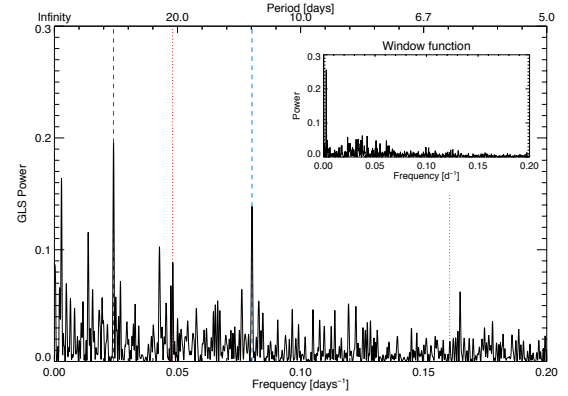 Period [days]
Infinity 20.0 10.0 6.7 5.0
0.3
Window function
0.3
0.2
Power
0.1
0.0
0.00 0.05 0.10 0.15 0.20
Frequency [d⁻¹]
0.2
GLS Power
0.1
0.0
0.00 0.05 0.10 0.15 0.20
Frequency [days⁻¹]